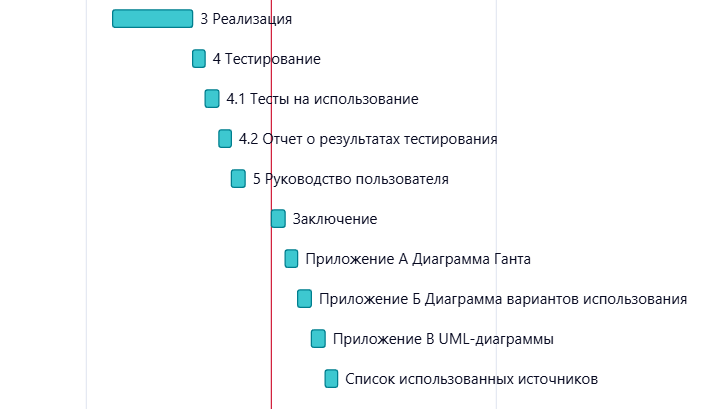 3 Реализация
4 Тестирование
4.1 Тесты на использование
4.2 Отчет о результатах тестирования
5 Руководство пользователя
Заключение
Приложение А Диаграмма Ганта
Приложение Б Диаграмма вариантов использования
Приложение В UML-диаграммы
Список использованных источников